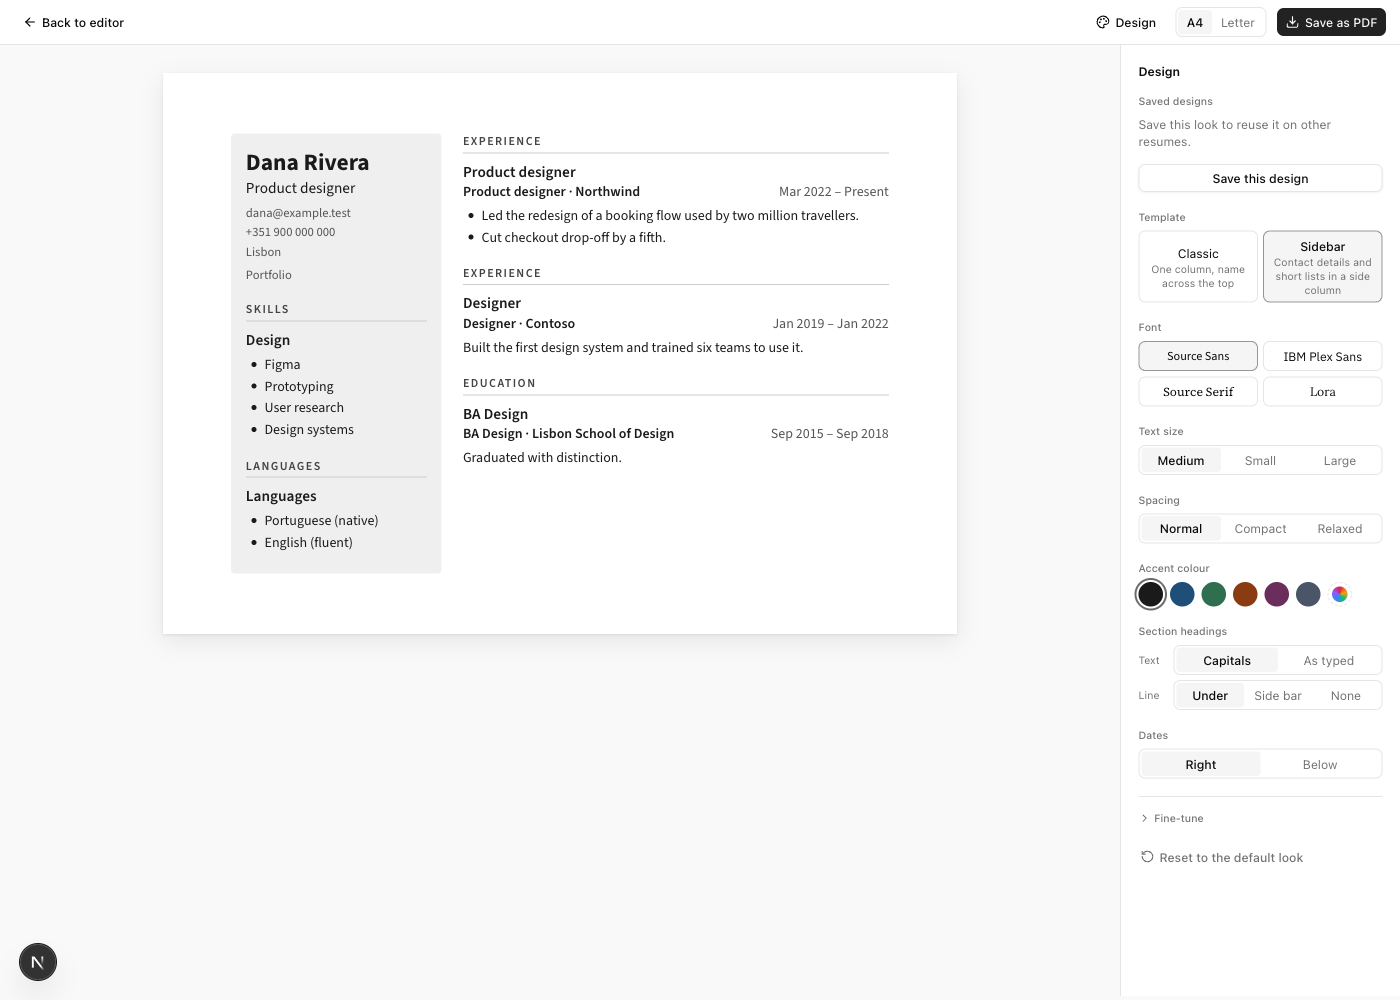 Back to editor
Design
A4
Letter
Save as PDF
Dana Rivera
Product designer
dana@example.test
+351 900 000 000
Lisbon
Portfolio
SKILLS
Design
• Figma
• Prototyping
• User research
• Design systems
LANGUAGES
Languages
• Portuguese (native)
• English (fluent)
EXPERIENCE
Product designer
Product designer · Northwind Mar 2022 – Present
• Led the redesign of a booking flow used by two million travellers.
• Cut checkout drop-off by a fifth.
EXPERIENCE
Designer
Designer · Contoso Jan 2019 – Jan 2022
Built the first design system and trained six teams to use it.
EDUCATION
BA Design
BA Design · Lisbon School of Design Sep 2015 – Sep 2018
Graduated with distinction.
Design
Saved designs
Save this look to reuse it on other
resumes.
Save this design
Template
Classic
One column, name
across the top
Sidebar
Contact details and
short lists in a side
column
Font
Source Sans
IBM Plex Sans
Source Serif
Lora
Text size
Medium Small Large
Spacing
Normal Compact Relaxed
Accent colour
Section headings
Text Capitals As typed
Line Under Side bar None
Dates
Right Below
Fine-tune
Reset to the default look
N